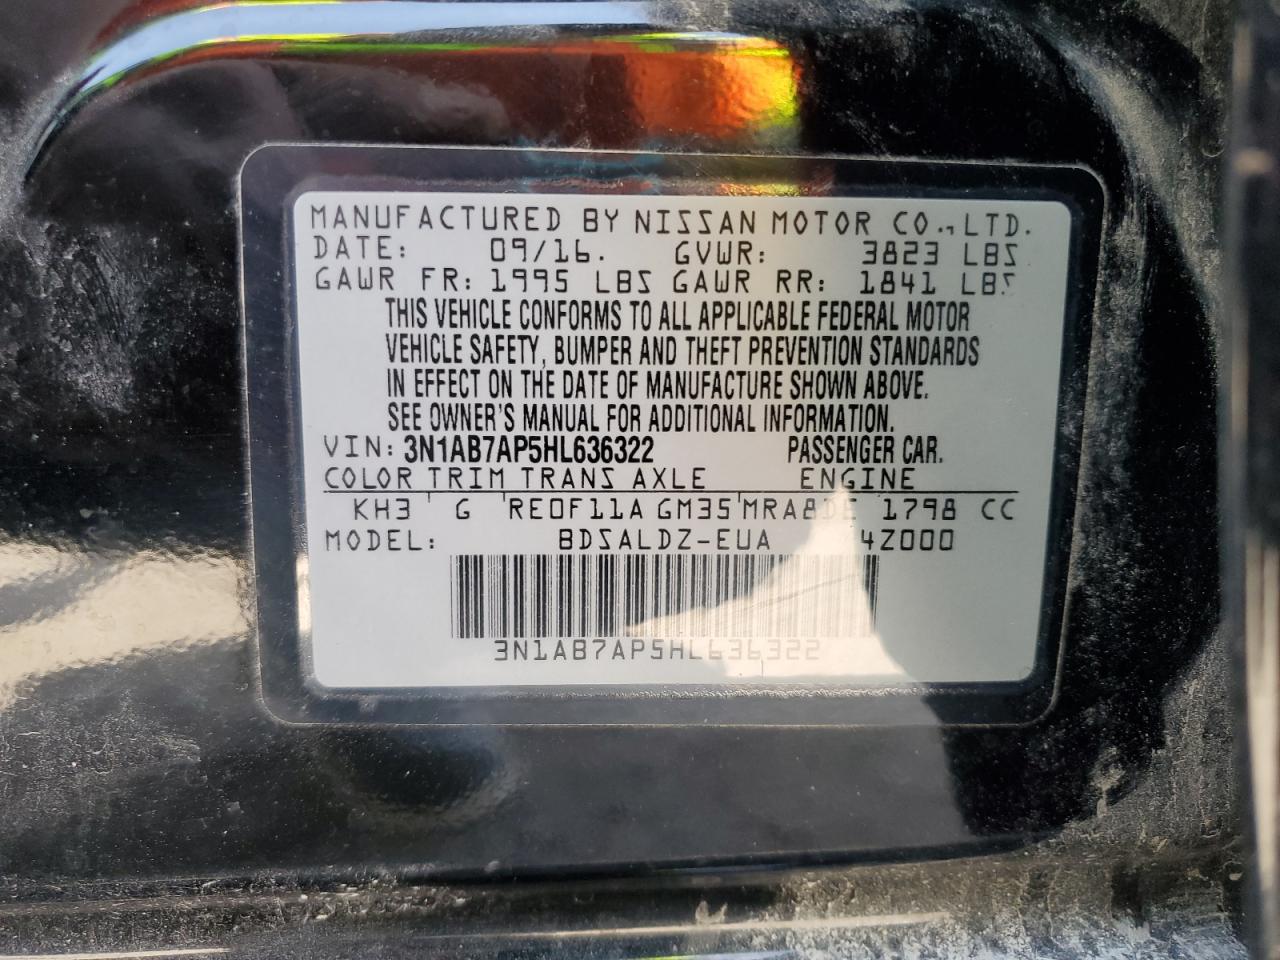 MANUFACTURED BY NISSAN MOTOR CO., LTD.
DATE: 09/16. GVWR: 3823 LBS
GAWR FR: 1995 LBS GAWR RR: 1841 LBS
THIS VEHICLE CONFORMS TO ALL APPLICABLE FEDERAL MOTOR
VEHICLE SAFETY, BUMPER AND THEFT PREVENTION STANDARDS
IN EFFECT ON THE DATE OF MANUFACTURE SHOWN ABOVE.
SEE OWNER'S MANUAL FOR ADDITIONAL INFORMATION.
VIN: 3N1AB7AP5HL636322 PASSENGER CAR.
COLOR TRIM TRANS AXLE ENGINE
KH3 G RE0F11A GM35 MRA8DE 1798 CC
MODEL: BDSALDZ-EUA 4Z000
3N1AB7AP5HL636322